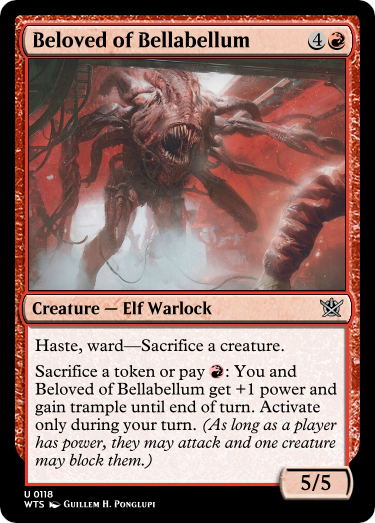 Beloved of Bellabellum 4
Creature — Elf Warlock
Haste, ward—Sacrifice a creature.
Sacrifice a token or pay : You and
Beloved of Bellabellum get +1 power and
gain trample until end of turn. Activate
only during your turn. (As long as a player
has power, they may attack and one creature
may block them.)
5/5
U 0118
WTS Guillem H. Ponglupi